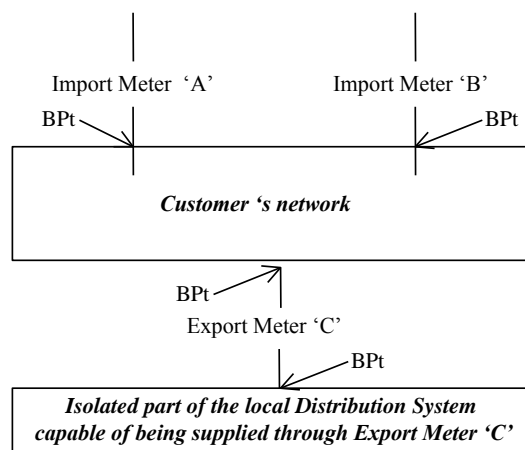 Import Meter ‘A’
Import Meter ‘B’
BPt
BPt
Customer ‘s network
BPt
Export Meter ‘C’
BPt
Isolated part of the local Distribution System
capable of being supplied through Export Meter ‘C’